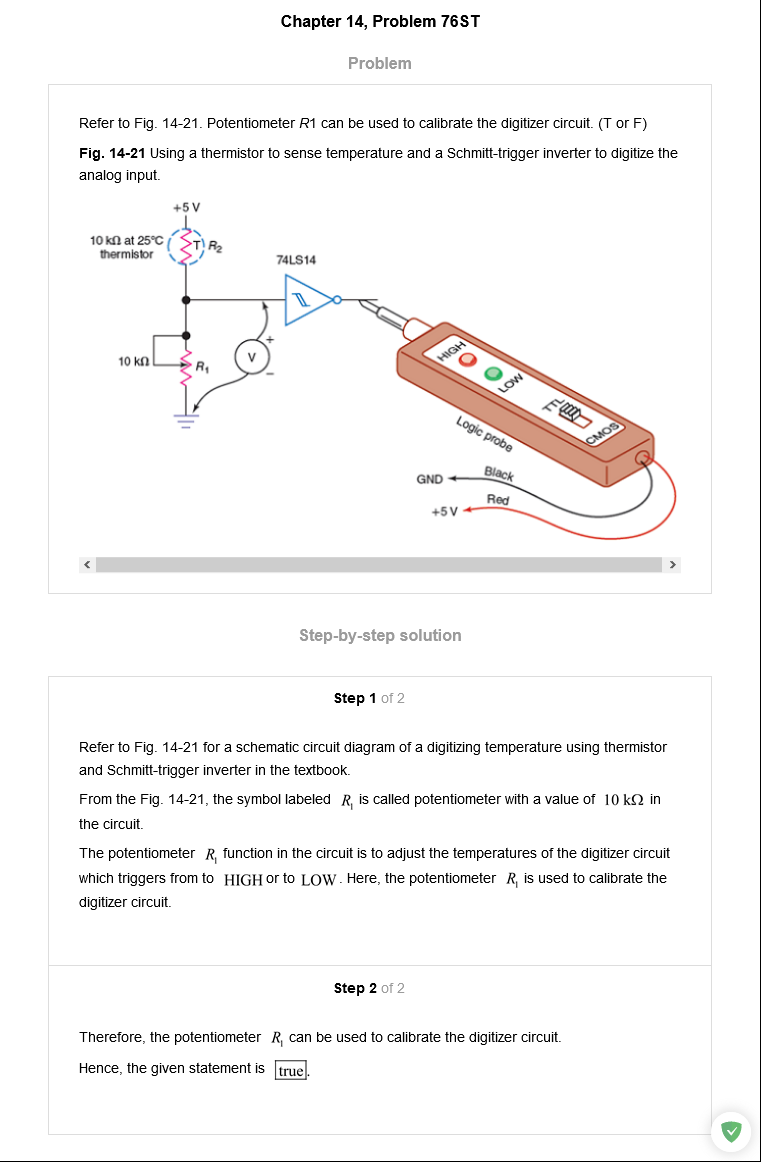 Chapter 14, Problem 76ST
Problem
Refer to Fig. 14-21. Potentiometer R1 can be used to calibrate the digitizer circuit. (T or F)
Fig. 14-21 Using a thermistor to sense temperature and a Schmitt-trigger inverter to digitize the
analog input.
+5 V
10 kΩ at 25°C
thermistor
T
R₂
74LS14
10 kΩ
R₁
V
+
−
HIGH
LOW
CMOS
Logic probe
GND
Black
Red
+5 V
Step-by-step solution
Step 1 of 2
Refer to Fig. 14-21 for a schematic circuit diagram of a digitizing temperature using thermistor
and Schmitt-trigger inverter in the textbook.
From the Fig. 14-21, the symbol labeled R₁ is called potentiometer with a value of 10 kΩ in
the circuit.
The potentiometer R₁ function in the circuit is to adjust the temperatures of the digitizer circuit
which triggers from to HIGH or to LOW. Here, the potentiometer R₁ is used to calibrate the
digitizer circuit.
Step 2 of 2
Therefore, the potentiometer R₁ can be used to calibrate the digitizer circuit.
Hence, the given statement is true.